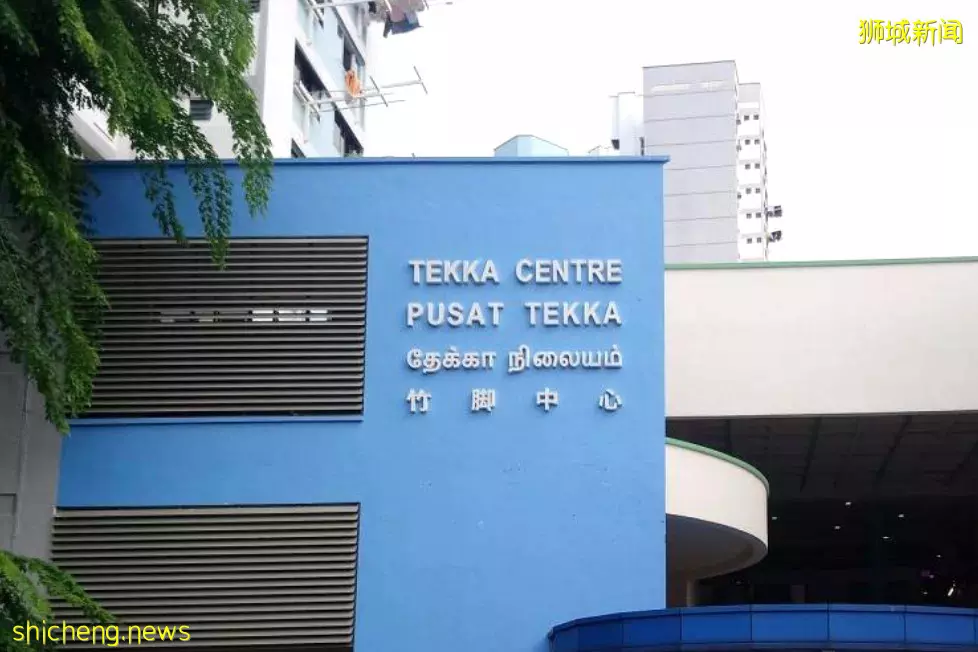 狮城新闻
TEKKA CENTRE
PUSAT TEKKA
தேக்கா நிலையம்
竹脚中心
shicheng.news